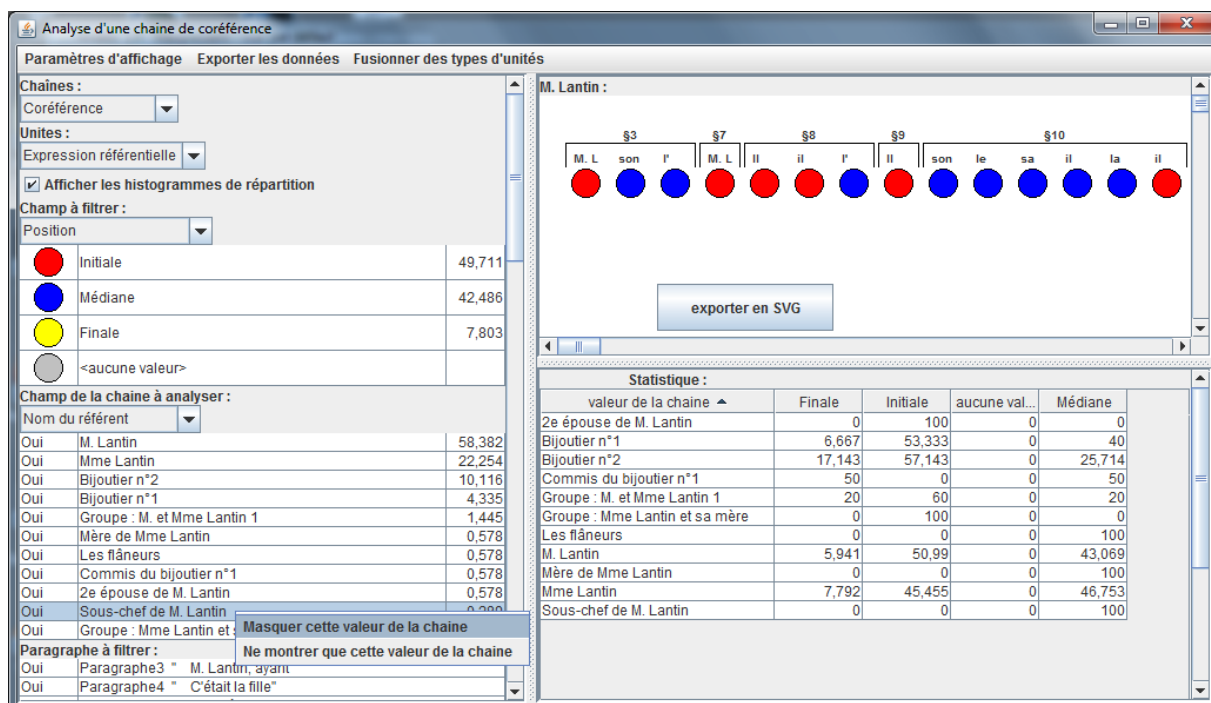 Analyse d'une chaine de coréférence
Paramètres d'affichage Exporter les données Fusionner des types d'unités
Chaînes :
Coréférence
Unites :
Expression référentielle
Afficher les histogrammes de répartition
Champ à filtrer :
Position
Initiale 49,711
Médiane 42,486
Finale 7,803
<aucune valeur>
Champ de la chaine à analyser :
Nom du référent
Oui M. Lantin 58,382
Oui Mme Lantin 22,254
Oui Bijoutier n°2 10,116
Oui Bijoutier n°1 4,335
Oui Groupe : M. et Mme Lantin 1 1,445
Oui Mère de Mme Lantin 0,578
Oui Les flâneurs 0,578
Oui Commis du bijoutier n°1 0,578
Oui 2e épouse de M. Lantin 0,578
Oui Sous-chef de M. Lantin
Oui Groupe : Mme Lantin et
Masquer cette valeur de la chaine
Ne montrer que cette valeur de la chaine
Paragraphe à filtrer :
Oui Paragraphe3 " M. Lantin, ayant
Oui Paragraphe4 " C'était la fille"
M. Lantin :
§3 §7 §8 §9 §10
M. L son l' M. L Il il l' Il son le sa il la il
exporter en SVG
Statistique :
valeur de la chaine Finale Initiale aucune val... Médiane
2e épouse de M. Lantin 0 100 0 0
Bijoutier n°1 6,667 53,333 0 40
Bijoutier n°2 17,143 57,143 0 25,714
Commis du bijoutier n°1 50 0 0 50
Groupe : M. et Mme Lantin 1 20 60 0 20
Groupe : Mme Lantin et sa mère 0 100 0 0
Les flâneurs 0 0 0 100
M. Lantin 5,941 50,99 0 43,069
Mère de Mme Lantin 0 0 0 100
Mme Lantin 7,792 45,455 0 46,753
Sous-chef de M. Lantin 0 0 0 100